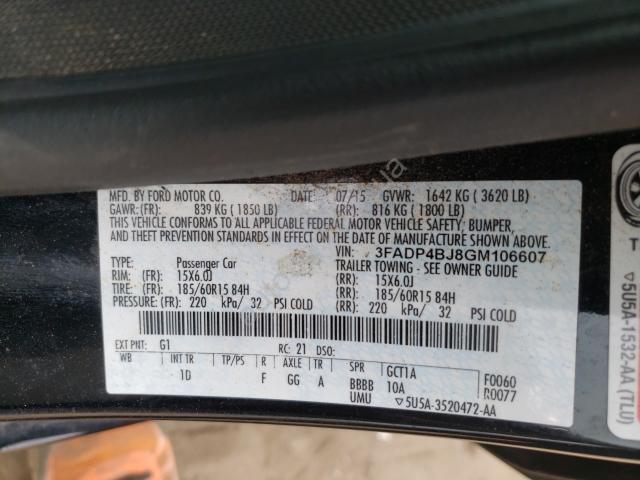 MFD. BY FORD MOTOR CO. DATE: 07/15 GVWR: 1642 KG ( 3620 LB)
GAWR:(FR): 839 KG ( 1850 LB) (RR): 816 KG ( 1800 LB)
THIS VEHICLE CONFORMS TO ALL APPLICABLE FEDERAL MOTOR VEHICLE SAFETY, BUMPER,
AND THEFT PREVENTION STANDARDS IN EFFECT ON THE DATE OF MANUFACTURE SHOWN ABOVE.
VIN: 3FADP4BJ8GM106607
TYPE: Passenger Car TRAILER TOWING - SEE OWNER GUIDE
RIM: (FR): 15X6.0J (RR): 15X6.0J
TIRE: (FR): 185/60R15 84H (RR): 185/60R15 84H
PRESSURE:(FR): 220 kPa/ 32 PSI COLD (RR): 220 kPa/ 32 PSI COLD
EXT PNT: G1 RC: 21 DSO:
WB INT TR TP/PS R AXLE TR SPR GCT1A F0060
1D F GG A BBBB 10A R0077
UMU 5U5A-3520472-AA
T
5U5A-1532-AA (TLU)